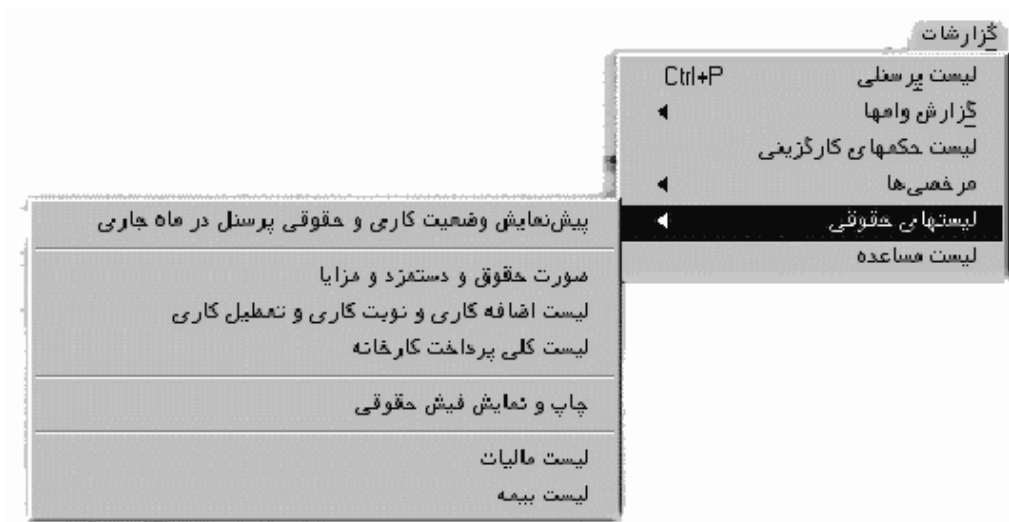 گزارشات
لیست پرسنلی Ctrl+P
گزارش وامها
لیست حکمهای کارگزینی
مرخصی‌ها
لیستهای حقوقی
لیست مساعده
پیش‌نمایش وضعیت کاری و حقوقی پرسنل در ماه جاری
صورت حقوق و دستمزد و مزایا
لیست اضافه کاری و نوبت کاری و تعطیل کاری
لیست کلی پرداخت کارخانه
چاپ و نمایش فیش حقوقی
لیست مالیات
لیست بیمه